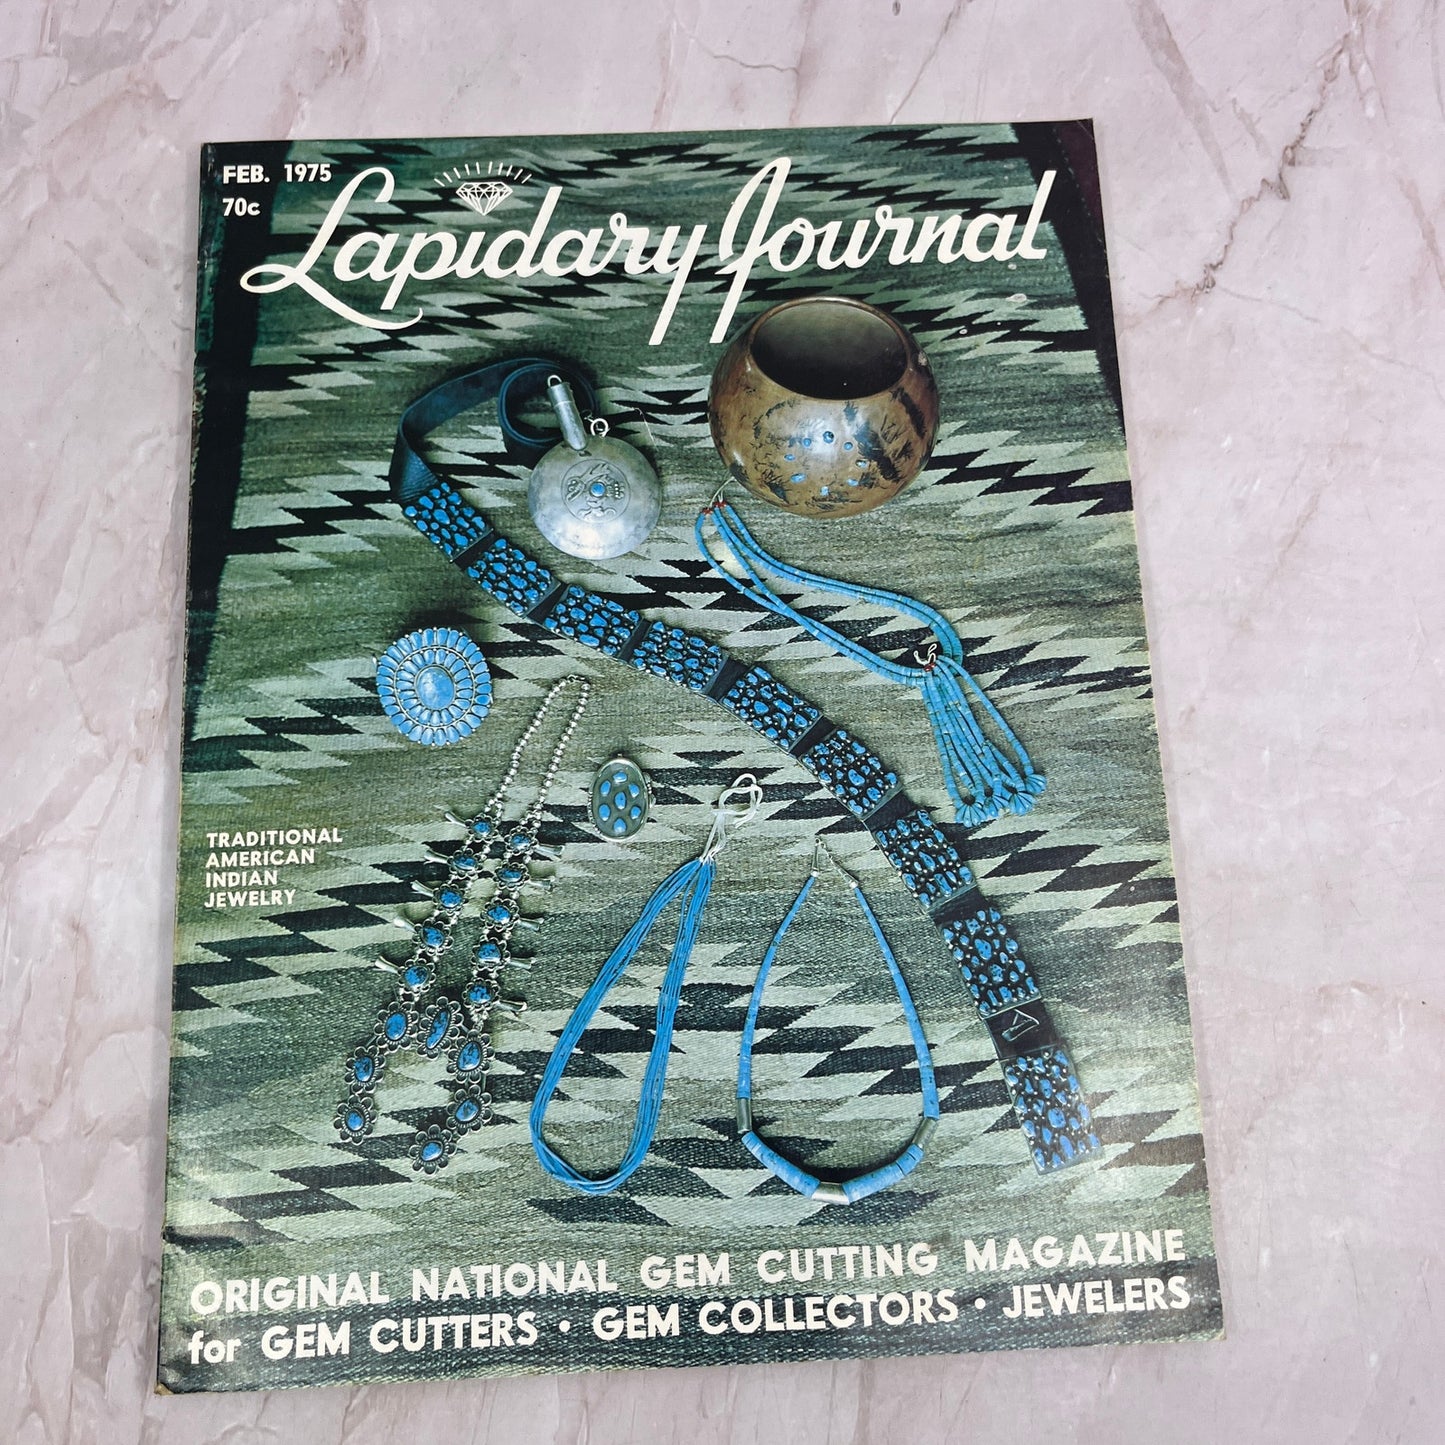 FEB. 1975
70c
Lapidary Journal
TRADITIONAL
AMERICAN
INDIAN
JEWELRY
ORIGINAL NATIONAL GEM CUTTING MAGAZINE
for GEM CUTTERS • GEM COLLECTORS • JEWELERS